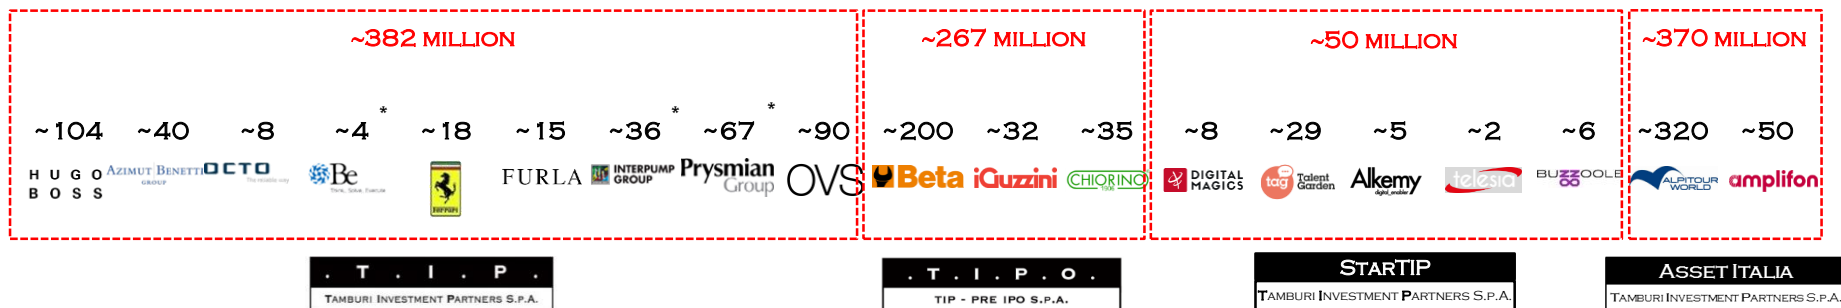 ~382 MILLION
~267 MILLION
~50 MILLION
~370 MILLION
~104 ~40 ~8 ~4 * ~18 ~15 ~36 * ~67 * ~90 ~200 ~32 ~35 ~8 ~29 ~5 ~2 ~6 ~320 ~50
HUGO
BOSS
AZIMUT BENETTI
GROUP
OCTO
Be
Ferrari
FURLA
INTERPUMP
GROUP
Prysmian
Group
OVS
Beta
iGuzzini
CHIORINO
1906
DIGITAL
MAGICS
tag
Talent
Garden
Alkemy
digital_enabler
telesia
BUZZOOLE
ALPITOUR
WORLD
amplifon
. T . I . P .
TAMBURI INVESTMENT PARTNERS S.P.A.
. T . I . P . O .
TIP - PRE IPO S.P.A.
STARTIP
TAMBURI INVESTMENT PARTNERS S.P.A.
ASSET ITALIA
TAMBURI INVESTMENT PARTNERS S.P.A.